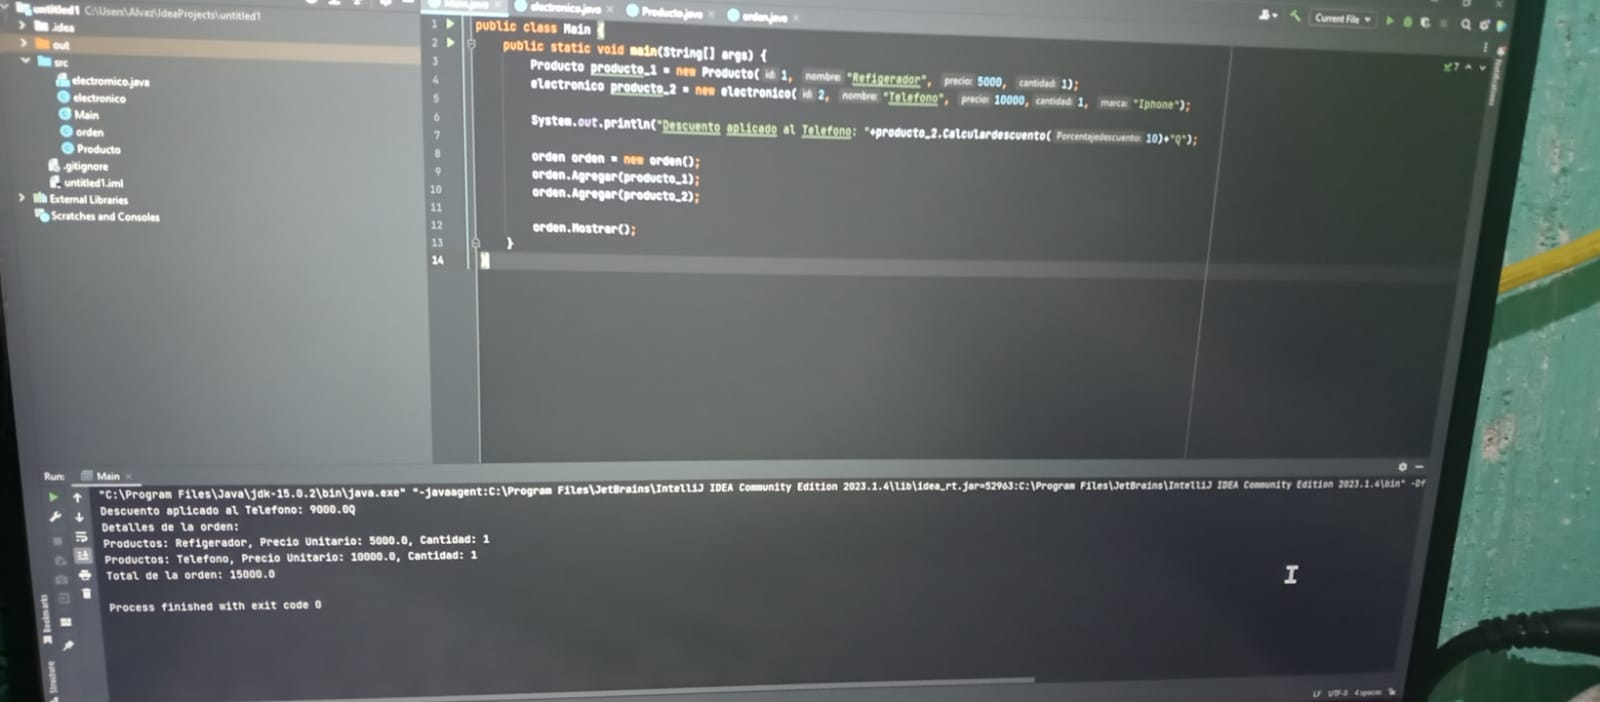 untitled1 C:\Users\Alvaz\IdeaProjects\untitled1
.idea
out
src
electromico.java
electronico
Main
orden
Producto
.gitignore
untitled1.iml
External Libraries
Scratches and Consoles
Main.java electronico.java Producto.java orden.java
Current File
7
1 public class Main {
2 public static void main(String[] args) {
3 Producto producto_1 = new Producto( id: 1, nombre: "Refigerador", precio: 5000, cantidad: 1);
4 electronico producto_2 = new electronico( id: 2, nombre: "Telefono", precio: 10000, cantidad: 1, marca: "Iphone");
5
6 System.out.println("Descuento aplicado al Telefono: "+producto_2.Calculardescuento( Porcentajedescuento: 10)+"Q");
7
8 orden orden = new orden();
9 orden.Agregar(producto_1);
10 orden.Agregar(producto_2);
11
12 orden.Mostrar();
13 }
14 }
Notifications
Run: Main
"C:\Program Files\Java\jdk-15.0.2\bin\java.exe" "-javaagent:C:\Program Files\JetBrains\IntelliJ IDEA Community Edition 2023.1.4\lib\idea_rt.jar=52963:C:\Program Files\JetBrains\IntelliJ IDEA Community Edition 2023.1.4\bin" -Df
Descuento aplicado al Telefono: 9000.0Q
Detalles de la orden:
Productos: Refigerador, Precio Unitario: 5000.0, Cantidad: 1
Productos: Telefono, Precio Unitario: 10000.0, Cantidad: 1
Total de la orden: 15000.0
Process finished with exit code 0
Bookmarks
Structure
LF UTF-8 4 spaces